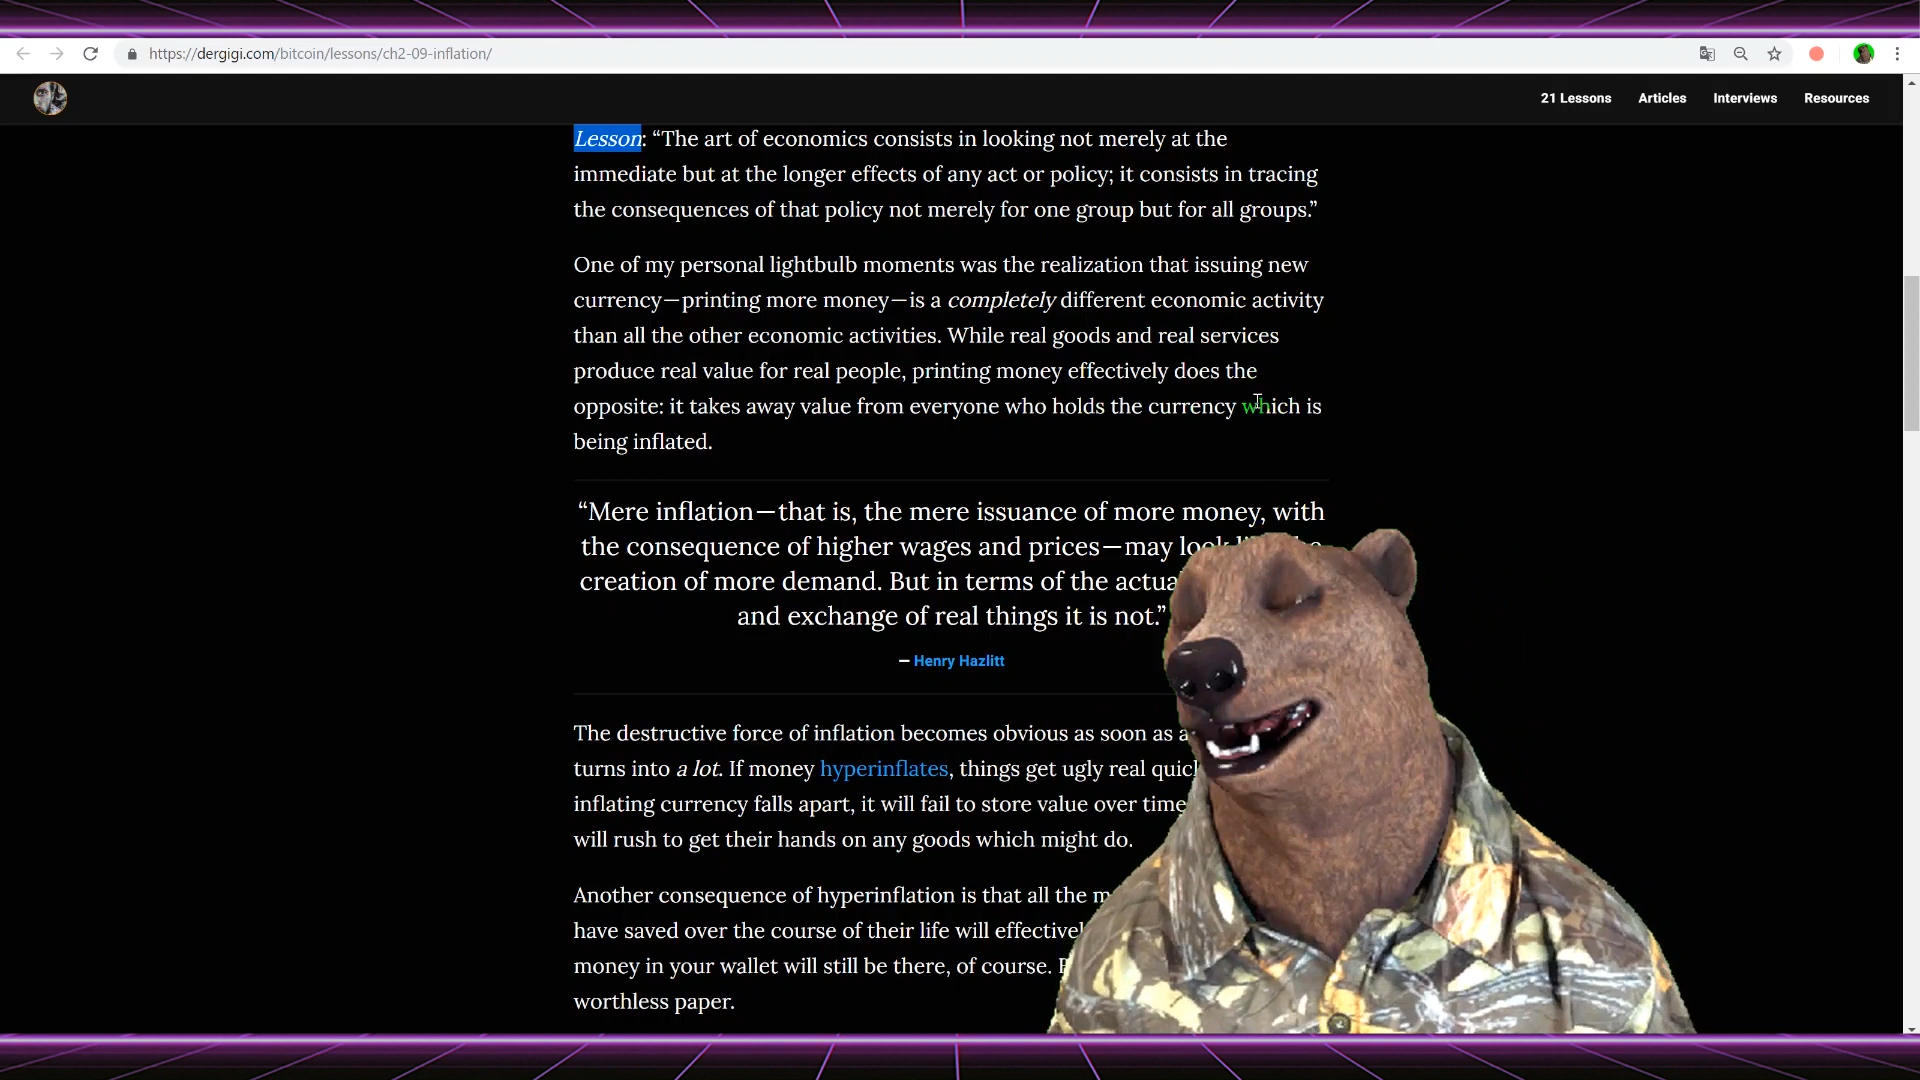 https://dergigi.com/bitcoin/lessons/ch2-09-inflation/
21 Lessons Articles Interviews Resources
Lesson: “The art of economics consists in looking not merely at the
immediate but at the longer effects of any act or policy; it consists in tracing
the consequences of that policy not merely for one group but for all groups.”
One of my personal lightbulb moments was the realization that issuing new
currency—printing more money—is a completely different economic activity
than all the other economic activities. While real goods and real services
produce real value for real people, printing money effectively does the
opposite: it takes away value from everyone who holds the currency which is
being inflated.
“Mere inflation—that is, the mere issuance of more money, with
the consequence of higher wages and prices—may look
creation of more demand. But in terms of the actual
and exchange of real things it is not.”
— Henry Hazlitt
The destructive force of inflation becomes obvious as soon as a
turns into a lot. If money hyperinflates, things get ugly real
inflating currency falls apart, it will fail to store value over time
will rush to get their hands on any goods which might do.
Another consequence of hyperinflation is that all the
have saved over the course of their life will
money in your wallet will still be there, of course.
worthless paper.